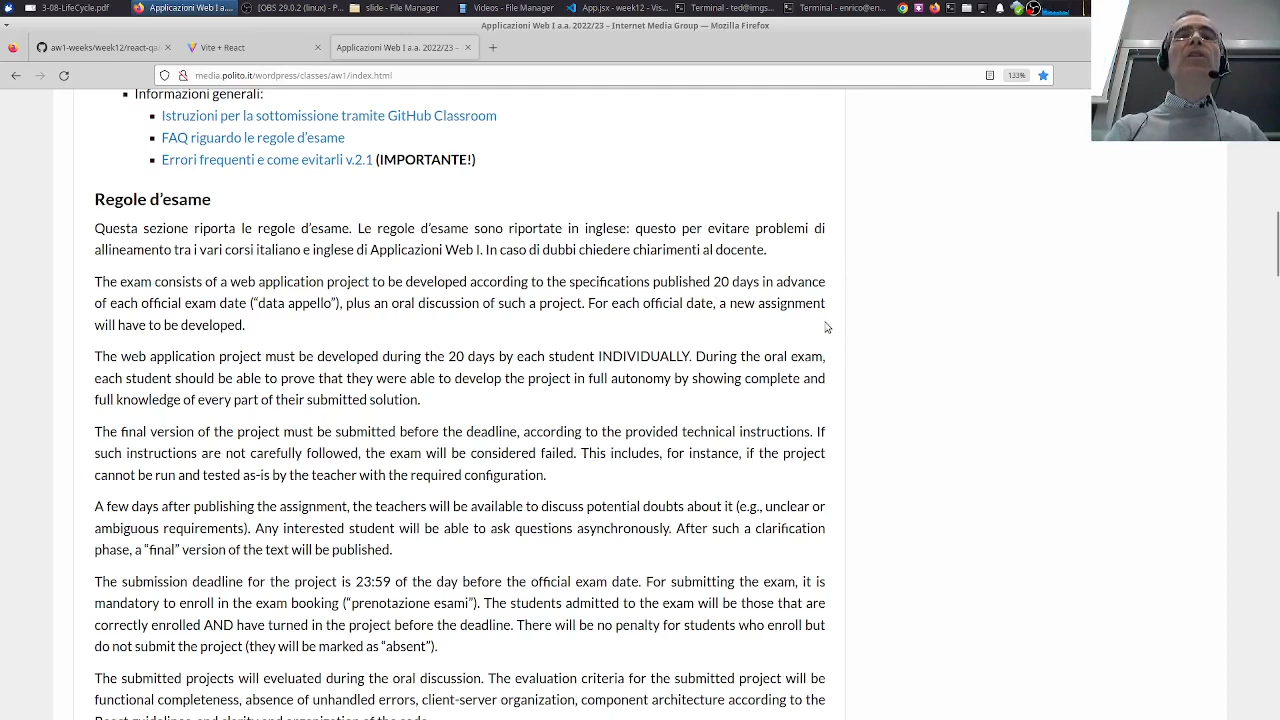 3-08-LifeCycle.pdf
Applicazioni Web I a....
[OBS 29.0.2 (linux) - P...
slide - File Manager
Videos - File Manager
App.jsx - week12 - Vis...
Terminal - ted@ings...
Terminal - enrico@en...
Applicazioni Web I a.a. 2022/23 – Internet Media Group — Mozilla Firefox
aw1-weeks/week12/react-qa
Vite + React
Applicazioni Web I a.a. 2022/23 –
media.polito.it/wordpress/classes/aw1/index.html
133%
Informazioni generali:
Istruzioni per la sottomissione tramite GitHub Classroom
FAQ riguardo le regole d'esame
Errori frequenti e come evitarli v.2.1 (IMPORTANTE!)
Regole d'esame
Questa sezione riporta le regole d'esame. Le regole d'esame sono riportate in inglese: questo per evitare problemi di
allineamento tra i vari corsi italiano e inglese di Applicazioni Web I. In caso di dubbi chiedere chiarimenti al docente.
The exam consists of a web application project to be developed according to the specifications published 20 days in advance
of each official exam date (“data appello”), plus an oral discussion of such a project. For each official date, a new assignment
will have to be developed.
The web application project must be developed during the 20 days by each student INDIVIDUALLY. During the oral exam,
each student should be able to prove that they were able to develop the project in full autonomy by showing complete and
full knowledge of every part of their submitted solution.
The final version of the project must be submitted before the deadline, according to the provided technical instructions. If
such instructions are not carefully followed, the exam will be considered failed. This includes, for instance, if the project
cannot be run and tested as-is by the teacher with the required configuration.
A few days after publishing the assignment, the teachers will be available to discuss potential doubts about it (e.g., unclear or
ambiguous requirements). Any interested student will be able to ask questions asynchronously. After such a clarification
phase, a “final” version of the text will be published.
The submission deadline for the project is 23:59 of the day before the official exam date. For submitting the exam, it is
mandatory to enroll in the exam booking (“prenotazione esami”). The students admitted to the exam will be those that are
correctly enrolled AND have turned in the project before the deadline. There will be no penalty for students who enroll but
do not submit the project (they will be marked as “absent”).
The submitted projects will eveluated during the oral discussion. The evaluation criteria for the submitted project will be
functional completeness, absence of unhandled errors, client-server organization, component architecture according to the
React guidelines, and clarity and organization of the code.